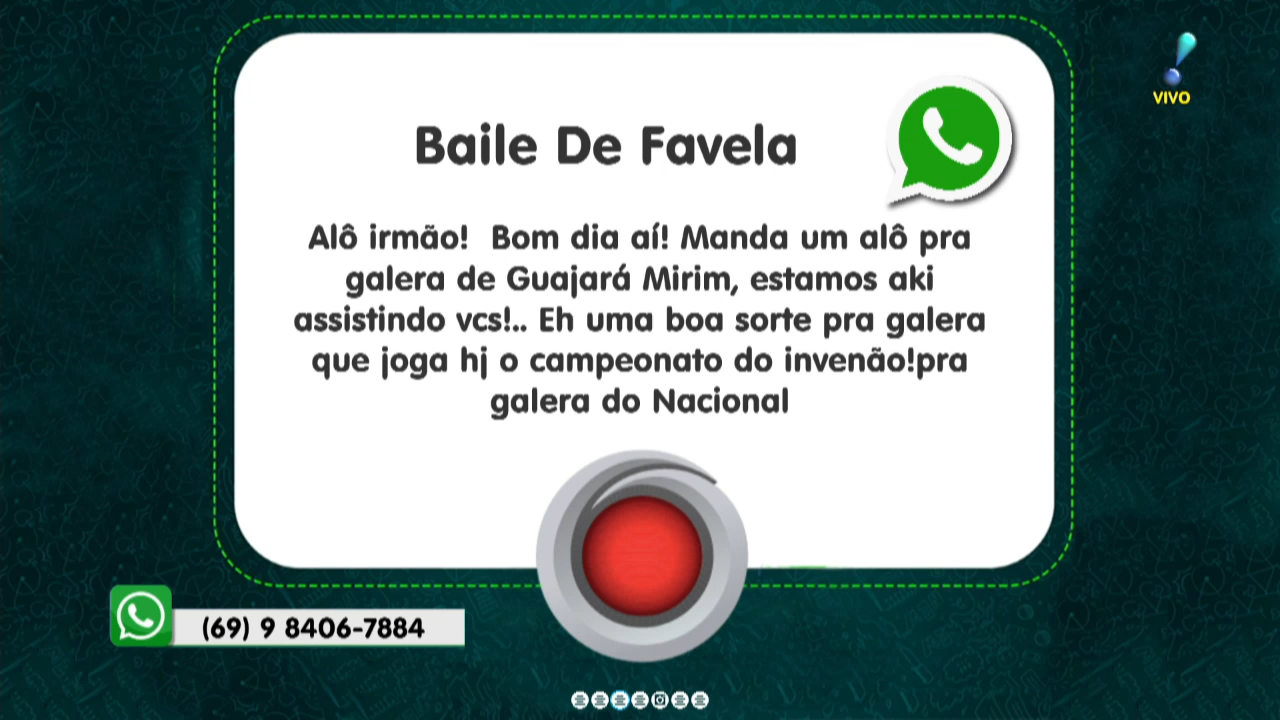 VIVO
Baile De Favela
Alô irmão!  Bom dia aí! Manda um alô pra
galera de Guajará Mirim, estamos aki
assistindo vcs!.. Eh uma boa sorte pra galera
que joga hj o campeonato do invenão!pra
galera do Nacional
(69) 9 8406-7884